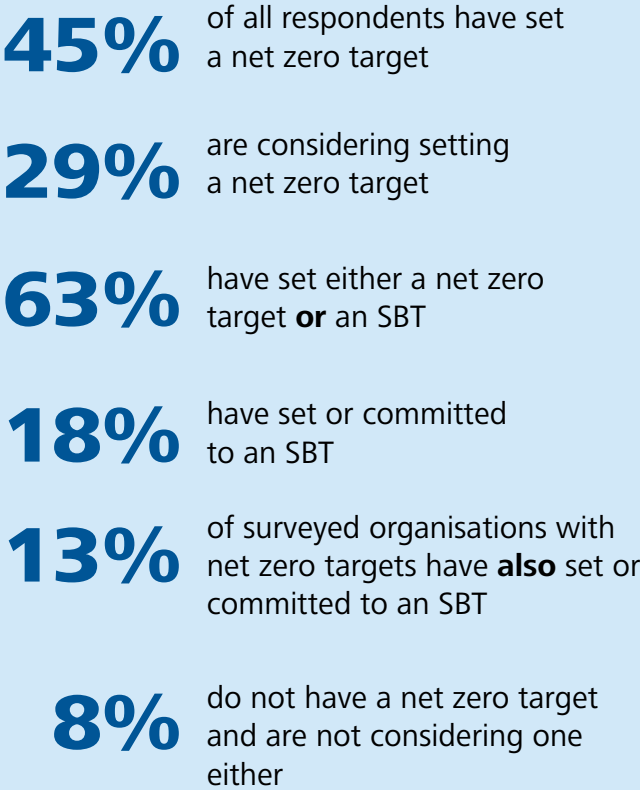 45% of all respondents have set
a net zero target
29% are considering setting
a net zero target
63% have set either a net zero
target or an SBT
18% have set or committed
to an SBT
13% of surveyed organisations with
net zero targets have also set or
committed to an SBT
8% do not have a net zero target
and are not considering one
either